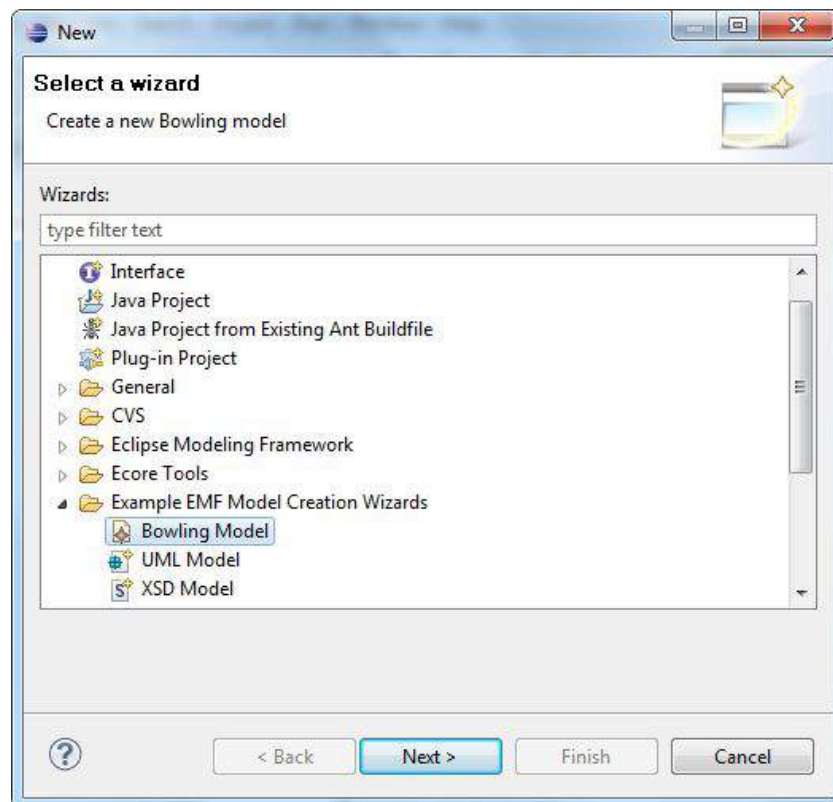 New
Select a wizard
Create a new Bowling model
Wizards:
type filter text
Interface
Java Project
Java Project from Existing Ant Buildfile
Plug-in Project
General
CVS
Eclipse Modeling Framework
Ecore Tools
Example EMF Model Creation Wizards
Bowling Model
UML Model
XSD Model
? < Back Next > Finish Cancel